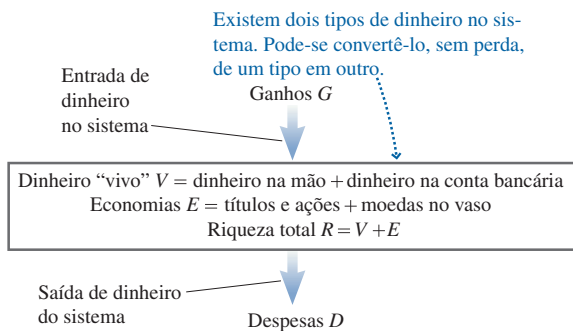 Existem dois tipos de dinheiro no sis-
tema. Pode-se convertê-lo, sem perda,
de um tipo em outro.
Entrada de
dinheiro
no sistema
Ganhos G
Dinheiro “vivo” V = dinheiro na mão + dinheiro na conta bancária
Economias E = títulos e ações + moedas no vaso
Riqueza total R = V + E
Saída de dinheiro
do sistema
Despesas D